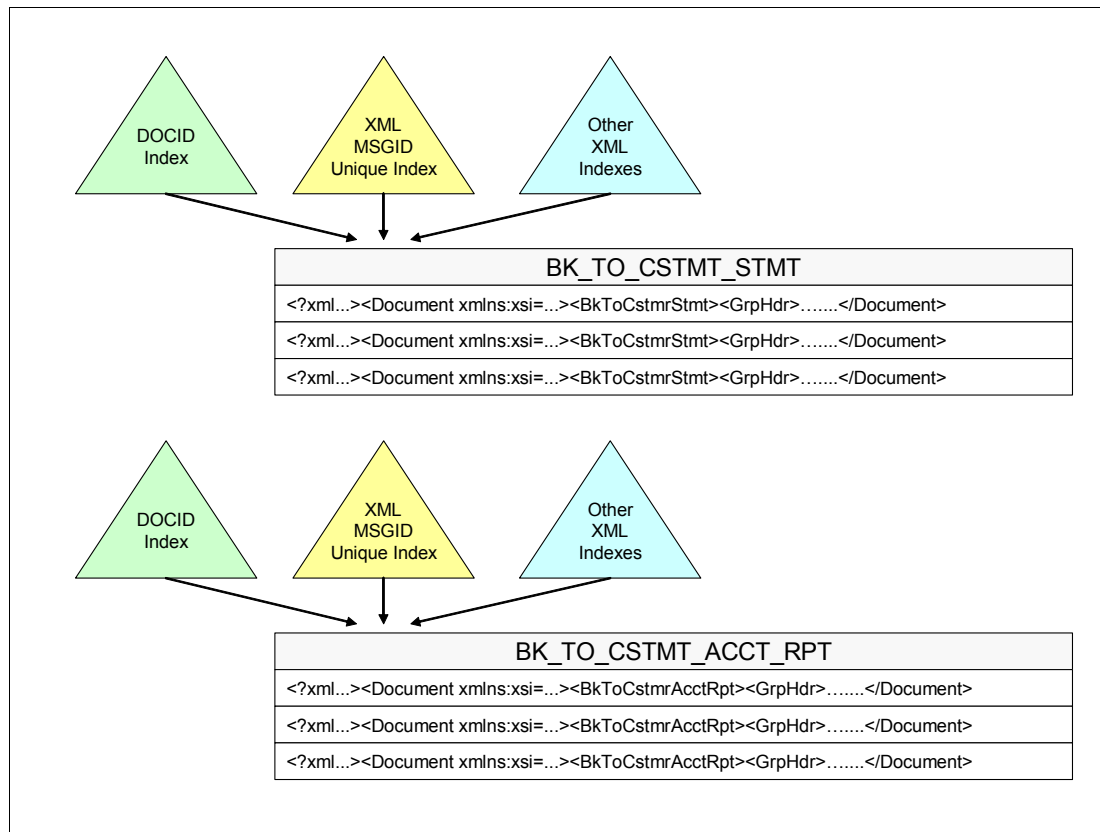 DOCID
Index
XML
MSGID
Unique Index
Other
XML
Indexes
BK_TO_CSTMT_STMT
<?xml...><Document xmlns:xsi=...><BkToCstmrStmt><GrpHdr>…....</Document>
<?xml...><Document xmlns:xsi=...><BkToCstmrStmt><GrpHdr>…....</Document>
<?xml...><Document xmlns:xsi=...><BkToCstmrStmt><GrpHdr>…....</Document>
DOCID
Index
XML
MSGID
Unique Index
Other
XML
Indexes
BK_TO_CSTMT_ACCT_RPT
<?xml...><Document xmlns:xsi=...><BkToCstmrAcctRpt><GrpHdr>…....</Document>
<?xml...><Document xmlns:xsi=...><BkToCstmrAcctRpt><GrpHdr>…....</Document>
<?xml...><Document xmlns:xsi=...><BkToCstmrAcctRpt><GrpHdr>…....</Document>